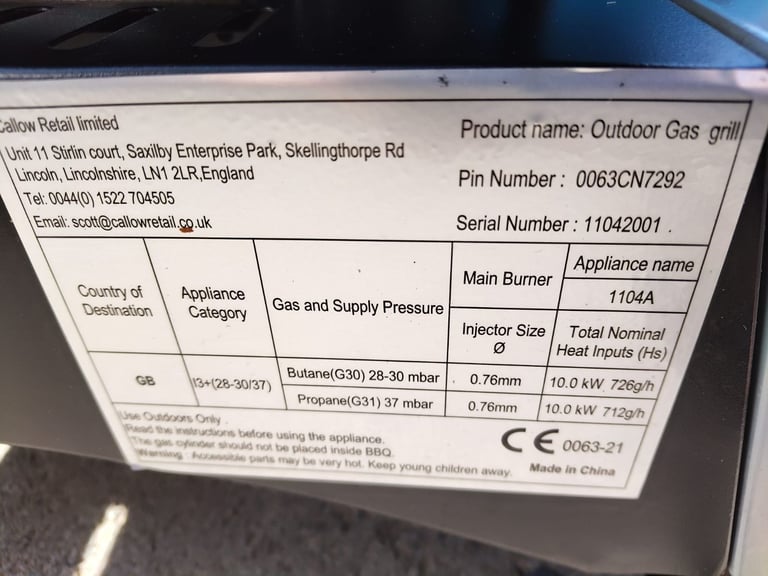 Callow Retail limited
Unit 11 Stirlin court, Saxilby Enterprise Park, Skellingthorpe Rd
Lincoln, Lincolnshire, LN1 2LR,England
Tel: 0044(0) 1522 704505
Email: scott@callowretail.co.uk
Product name: Outdoor Gas grill
Pin Number : 0063CN7292
Serial Number : 11042001 .
Country of
Destination
Appliance
Category
Gas and Supply Pressure
Main Burner
Injector Size
Ø
Appliance name
1104A
Total Nominal
Heat Inputs (Hs)
GB
I3+(28-30/37)
Butane(G30) 28-30 mbar
0.76mm
10.0 kW 726g/h
Propane(G31) 37 mbar
0.76mm
10.0 kW 712g/h
Use Outdoors Only .
Read the instructions before using the appliance.
The gas cylinder should not be placed inside BBQ.
Warning : Accessible parts may be very hot. Keep young children away.
CE 0063-21
Made in China